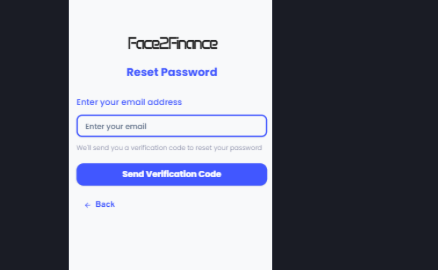 Face2Finance
Reset Password
Enter your email address
Enter your email
We'll send you a verification code to reset your password
Send Verification Code
← Back